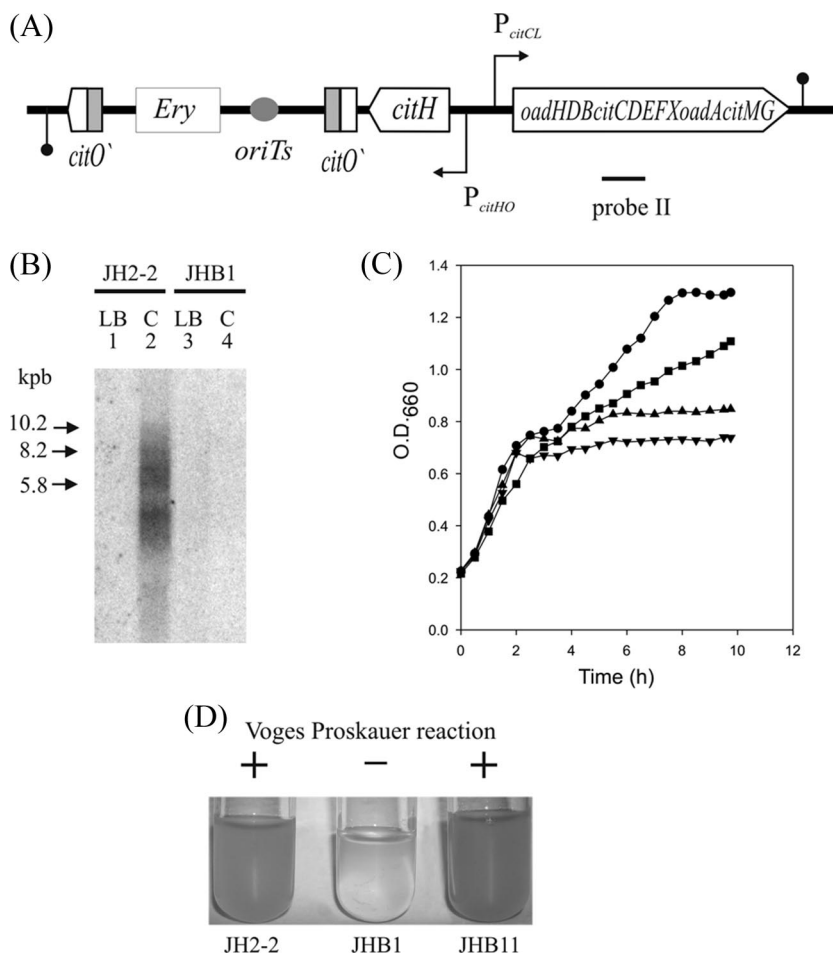 (A)
P citCL
Ery
citH
oadHDBcitCDEFXoadAcitMG
citO`
oriTs
citO`
P citHO
probe II
(B)
JH2-2 JHB1
LB C LB C
1 2 3 4
kpb
10.2
8.2
5.8
(C)
1.4
1.2
1.0
0.8
0.6
0.4
0.2
0.0
O.D.660
0 2 4 6 8 10 12
Time (h)
(D)
Voges Proskauer reaction
+ − +
JH2-2 JHB1 JHB11